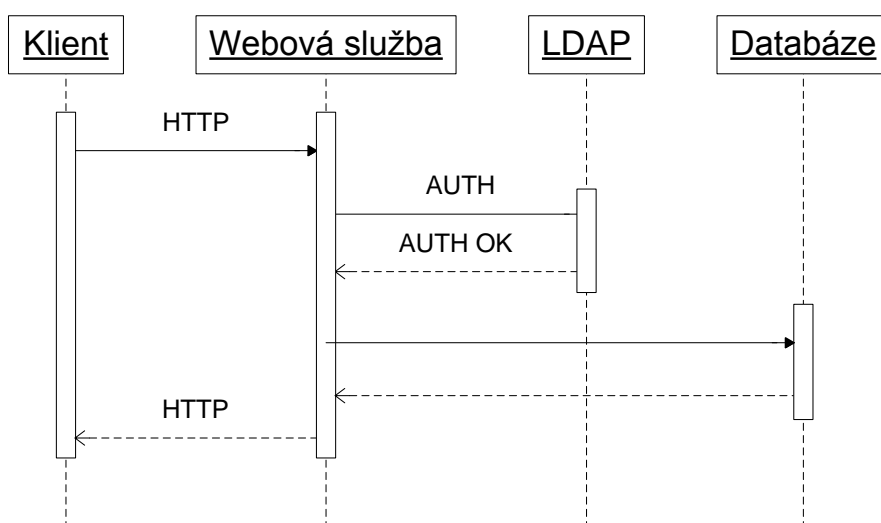 Klient
Webová služba
LDAP
Databáze
HTTP
AUTH
AUTH OK
HTTP